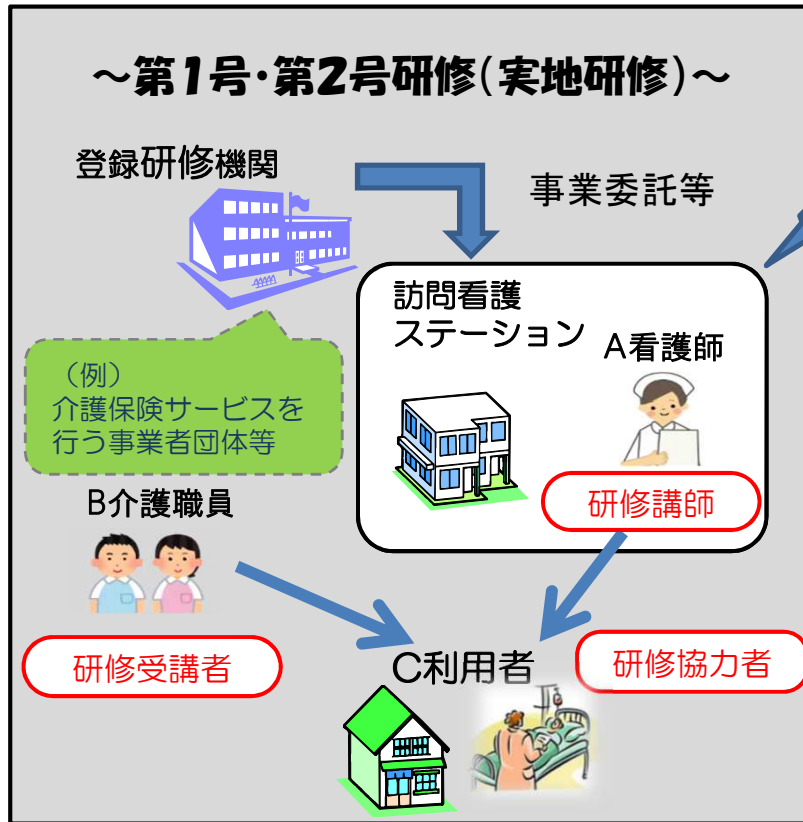 ～第1号・第2号研修(実地研修)～
登録研修機関
事業委託等
訪問看護
ステーション
A看護師
（例）
介護保険サービスを
行う事業者団体等
研修講師
B介護職員
研修受講者
C利用者
研修協力者